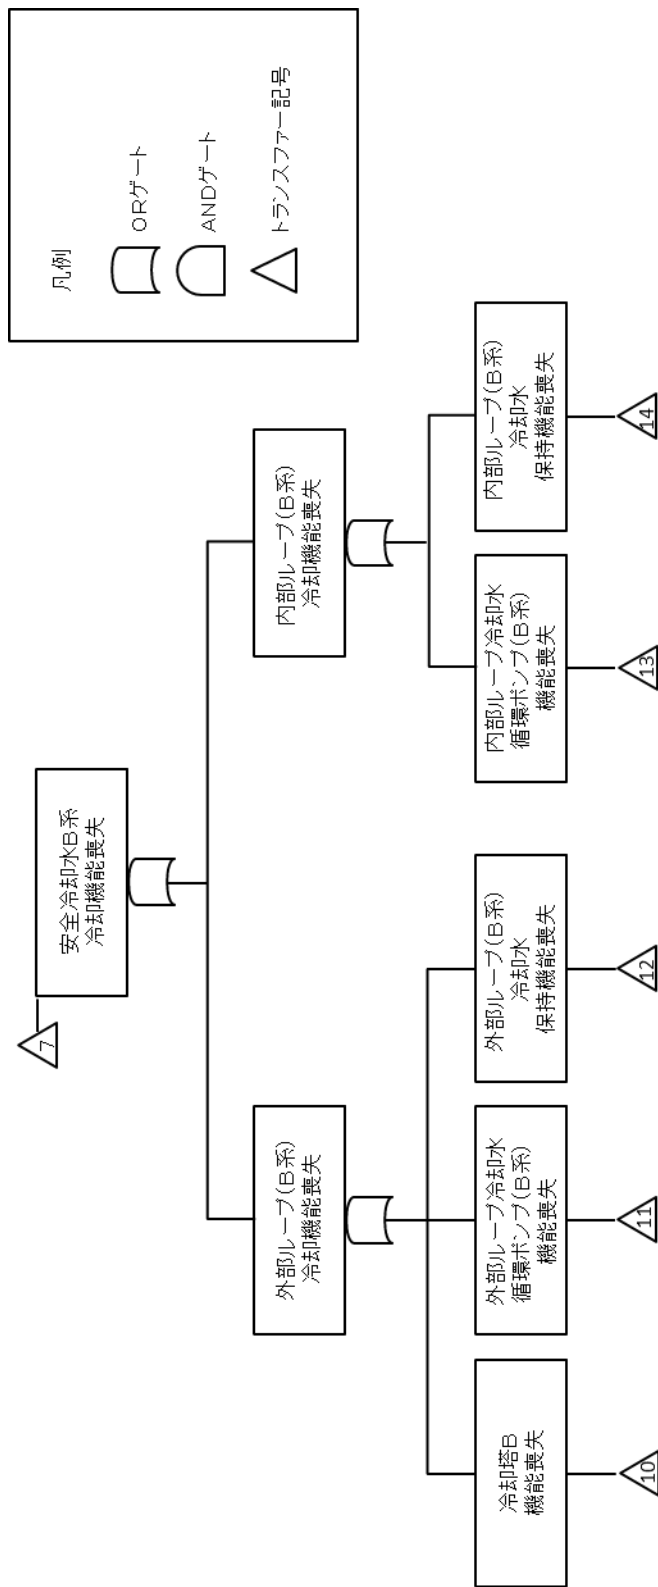 凡例
ORゲート
ANDゲート
トランスファー記号
7
安全冷却水B系
冷却機能喪失
外部ループ(B系)
冷却機能喪失
内部ループ(B系)
冷却機能喪失
冷却塔B
機能喪失
外部ループ冷却水
循環ポンプ(B系)
機能喪失
外部ループ(B系)
冷却水
保持機能喪失
内部ループ冷却水
循環ポンプ(B系)
機能喪失
内部ループ(B系)
冷却水
保持機能喪失
10
11
12
13
14